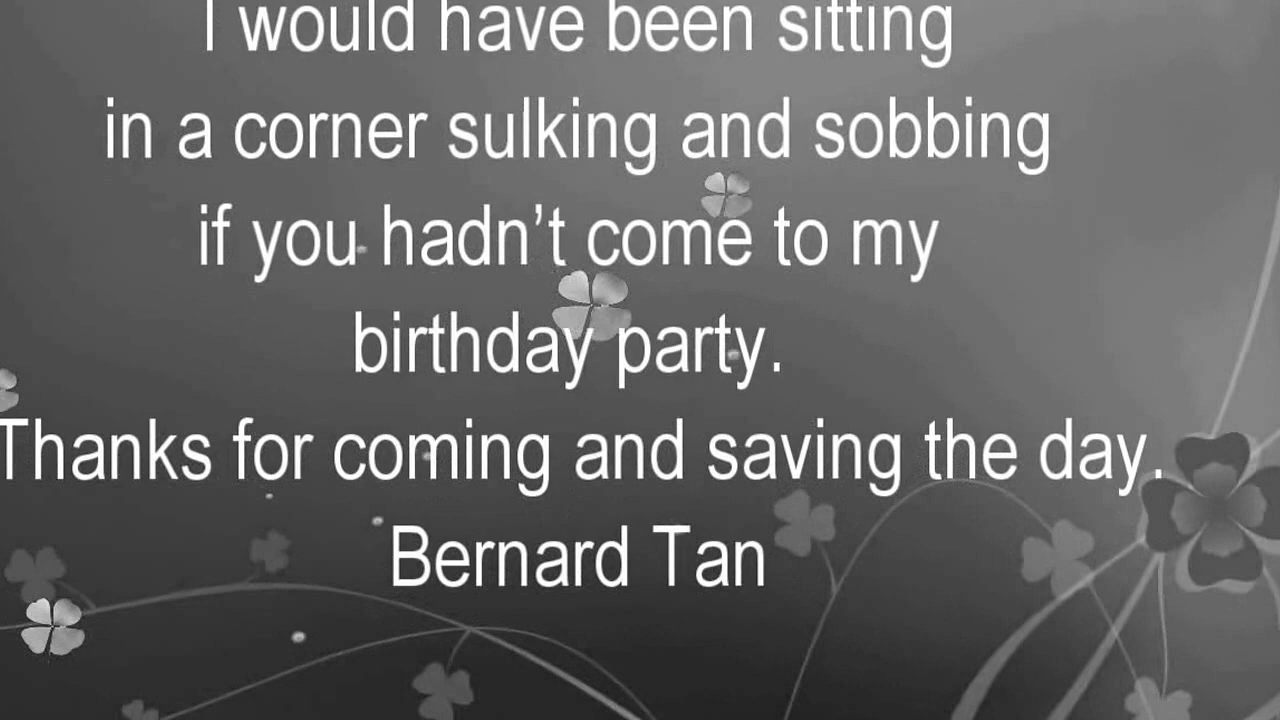 I would have been sitting
in a corner sulking and sobbing
if you hadn’t come to my
birthday party.
Thanks for coming and saving the day.
Bernard Tan